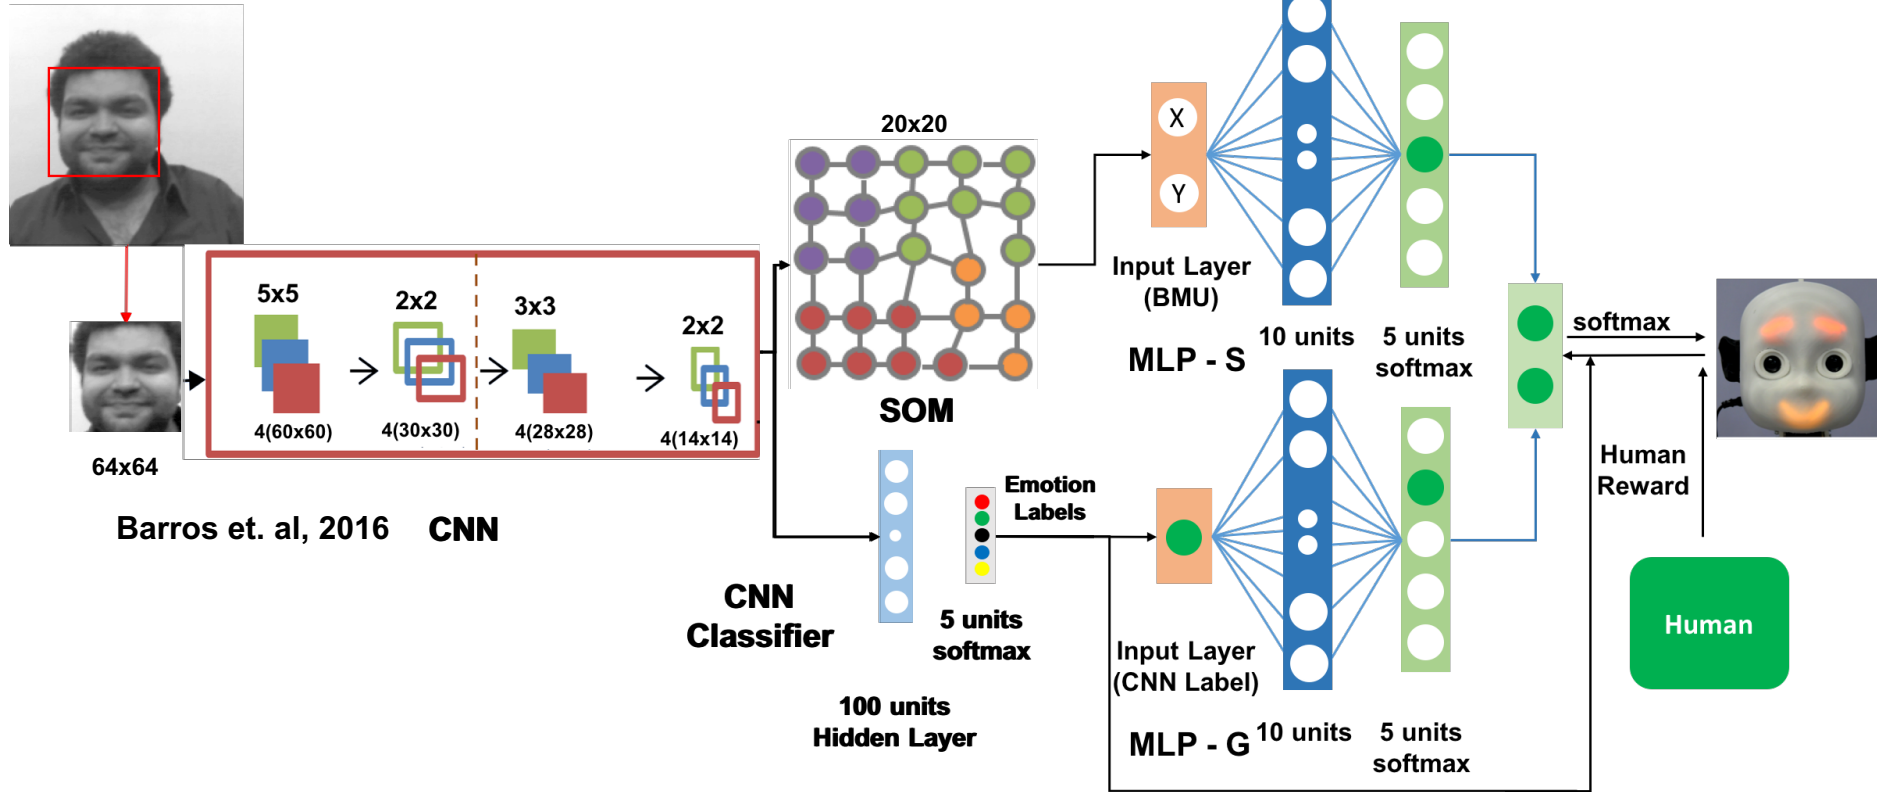 64x64
5x5
2x2
3x3
2x2
4(60x60)
4(30x30)
4(28x28)
4(14x14)
Barros et. al, 2016
CNN
20x20
SOM
CNN
Classifier
100 units
Hidden Layer
5 units
softmax
Emotion
Labels
X
Y
Input Layer
(BMU)
MLP - S
10 units
5 units
softmax
Input Layer
(CNN Label)
MLP - G
10 units
5 units
softmax
softmax
Human
Reward
Human